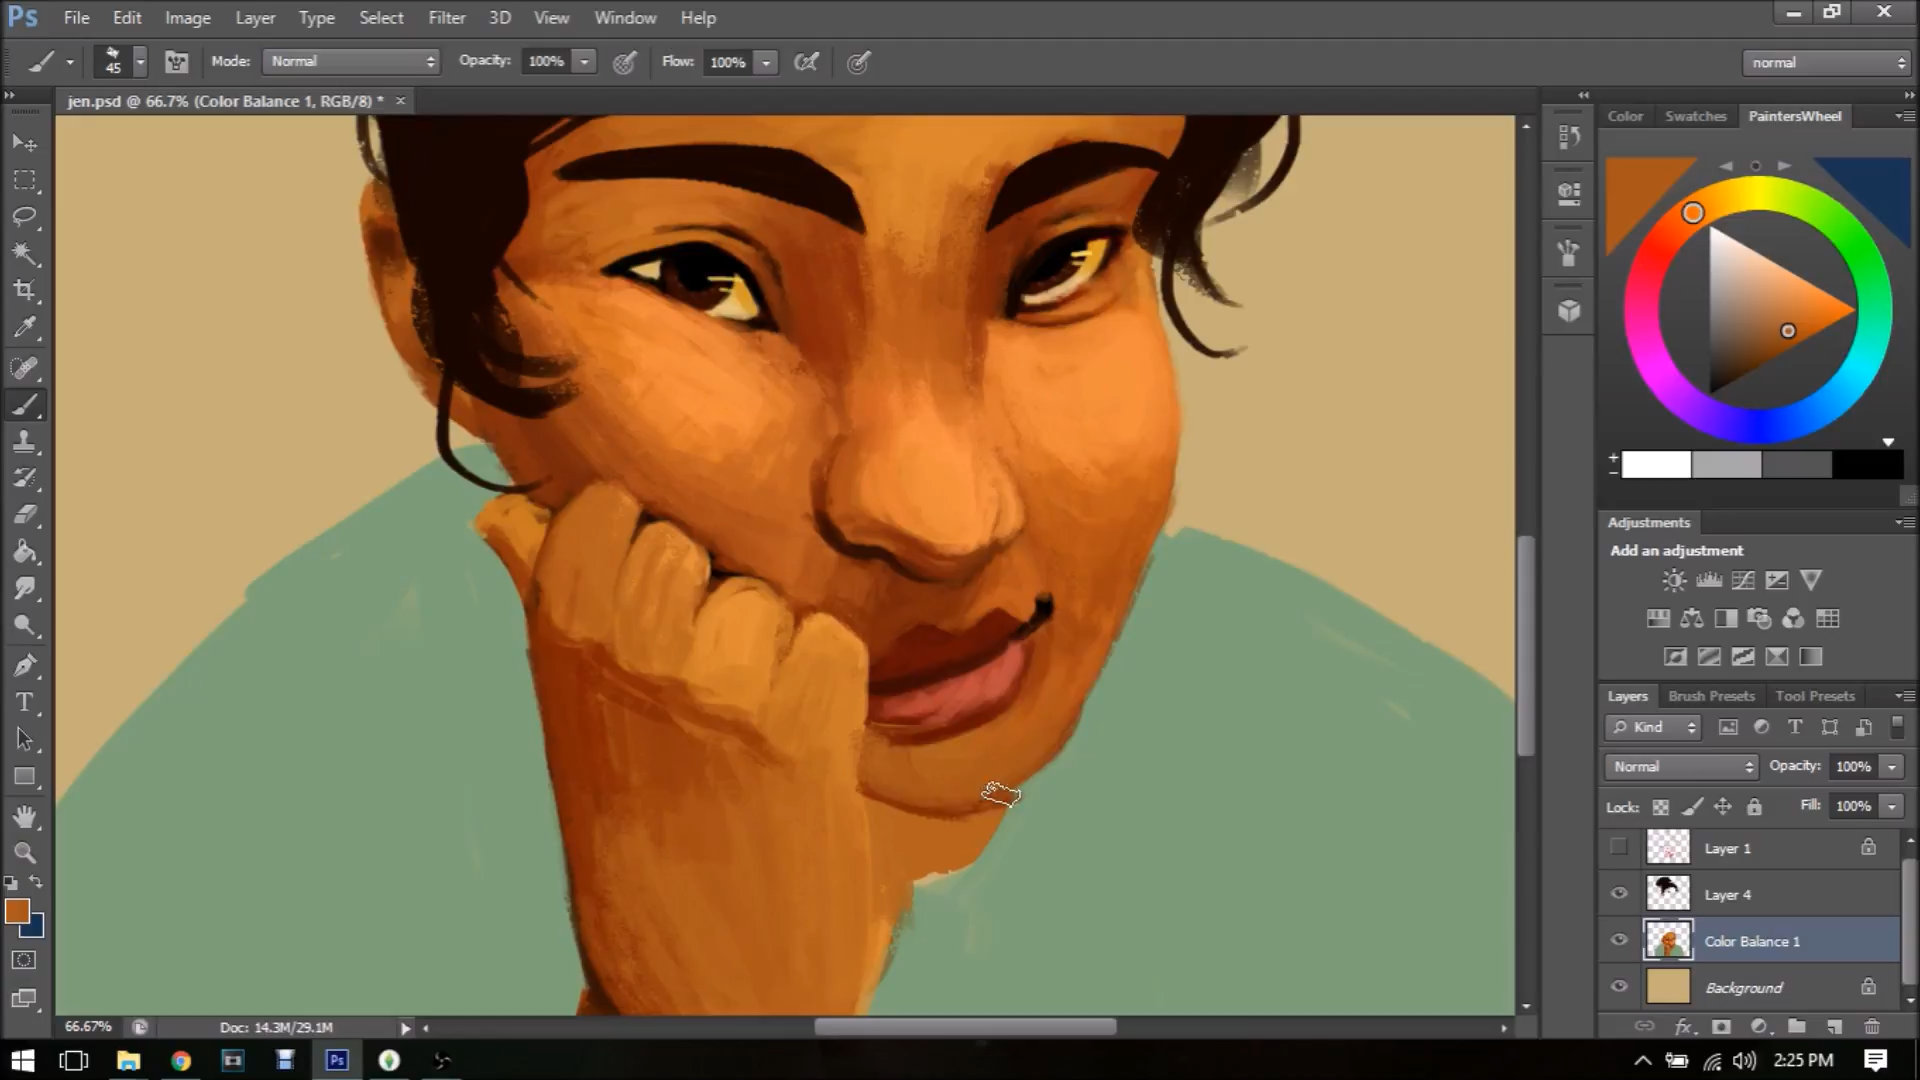 Ps File Edit Image Layer Type Select Filter 3D View Window Help
45 Mode: Normal Opacity: 100% Flow: 100% normal
jen.psd @ 66.7% (Color Balance 1, RGB/8) * ×
Color Swatches PaintersWheel
Adjustments
Add an adjustment
Layers Brush Presets Tool Presets
Kind
Normal Opacity: 100%
Lock: Fill: 100%
Layer 1
Layer 4
Color Balance 1
Background
66.67% Doc: 14.3M/29.1M
Ps 2:25 PM